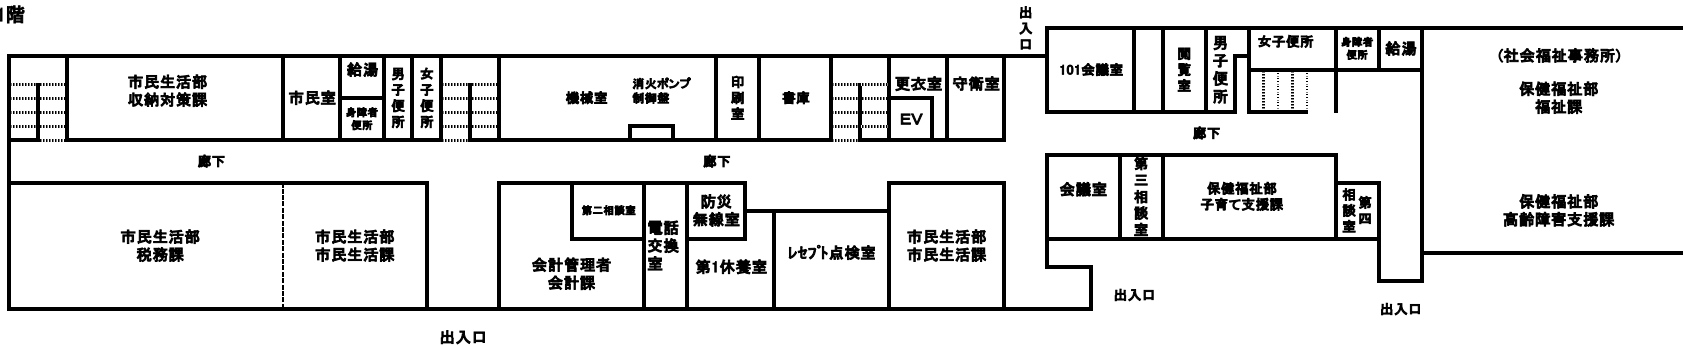 1階
出入口
市民生活部
収納対策課
市民室
給湯
身障者
便所
男子便所
女子便所
機械室
消火ポンプ
制御盤
印刷室
書庫
更衣室
EV
守衛室
101会議室
閲覧室
男子便所
女子便所
身障者
便所
給湯
(社会福祉事務所)
保健福祉部
福祉課
廊下
廊下
廊下
市民生活部
税務課
市民生活部
市民生活課
第二相談室
会計管理者
会計課
電話
交換
室
防災
無線室
第1休養室
レセプト点検室
市民生活部
市民生活課
会議室
第三相談室
保健福祉部
子育て支援課
第四
相談室
保健福祉部
高齢障害支援課
出入口
出入口
出入口